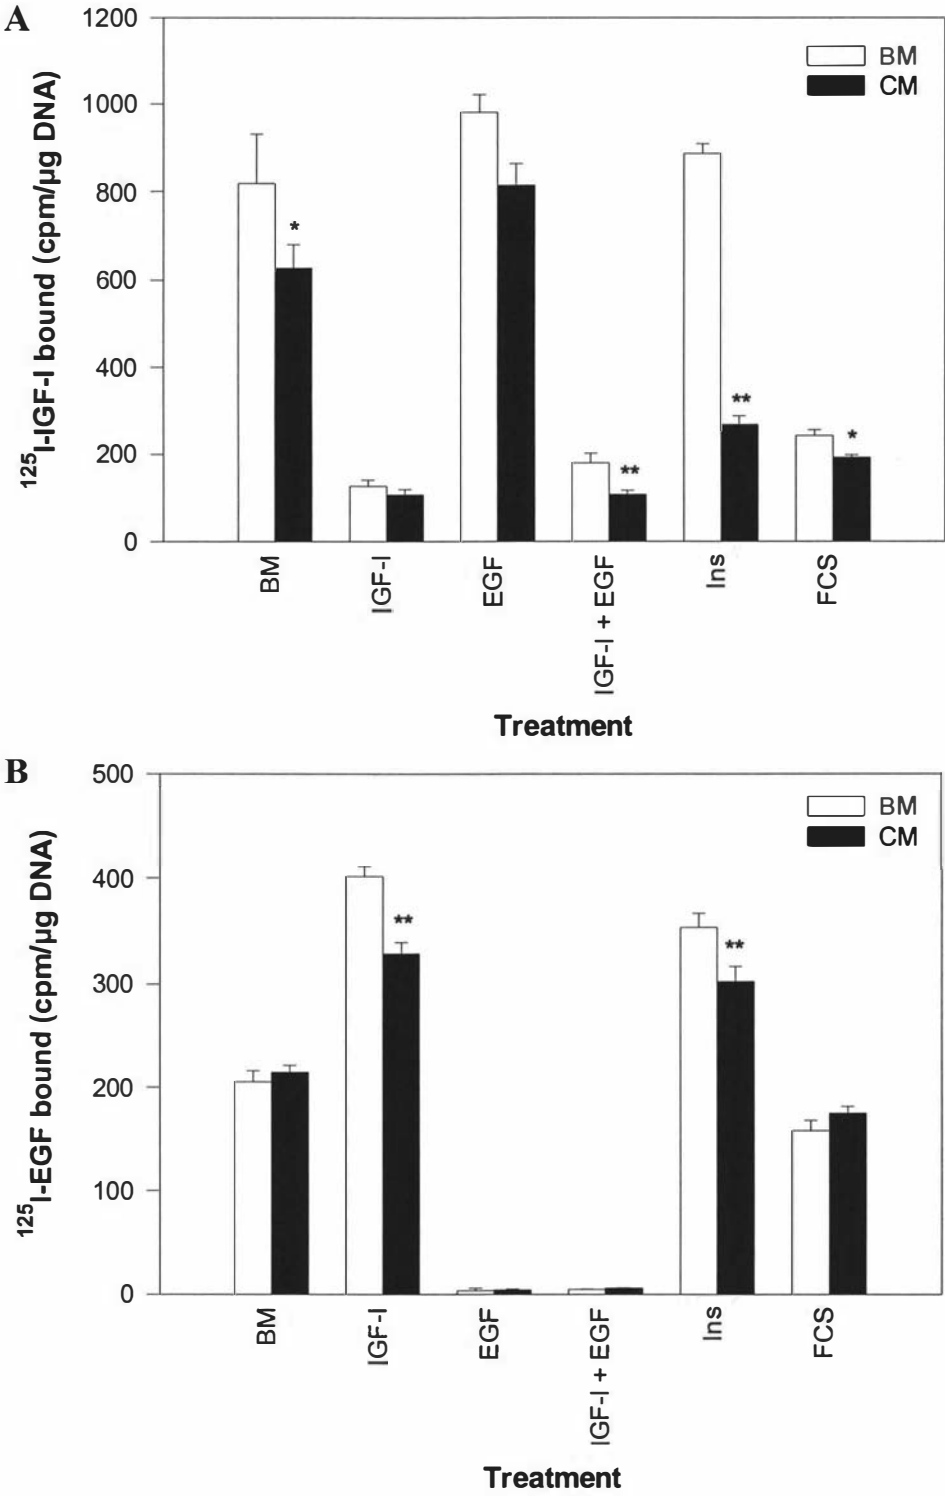 A
1200
1000
800
600
400
200
0
¹²⁵I-IGF-I bound (cpm/µg DNA)
BM
CM
*
**
**
*
BM
IGF-I
EGF
IGF-I + EGF
Ins
FCS
Treatment
B
500
400
300
200
100
0
¹²⁵I-EGF bound (cpm/µg DNA)
BM
CM
**
**
BM
IGF-I
EGF
IGF-I + EGF
Ins
FCS
Treatment